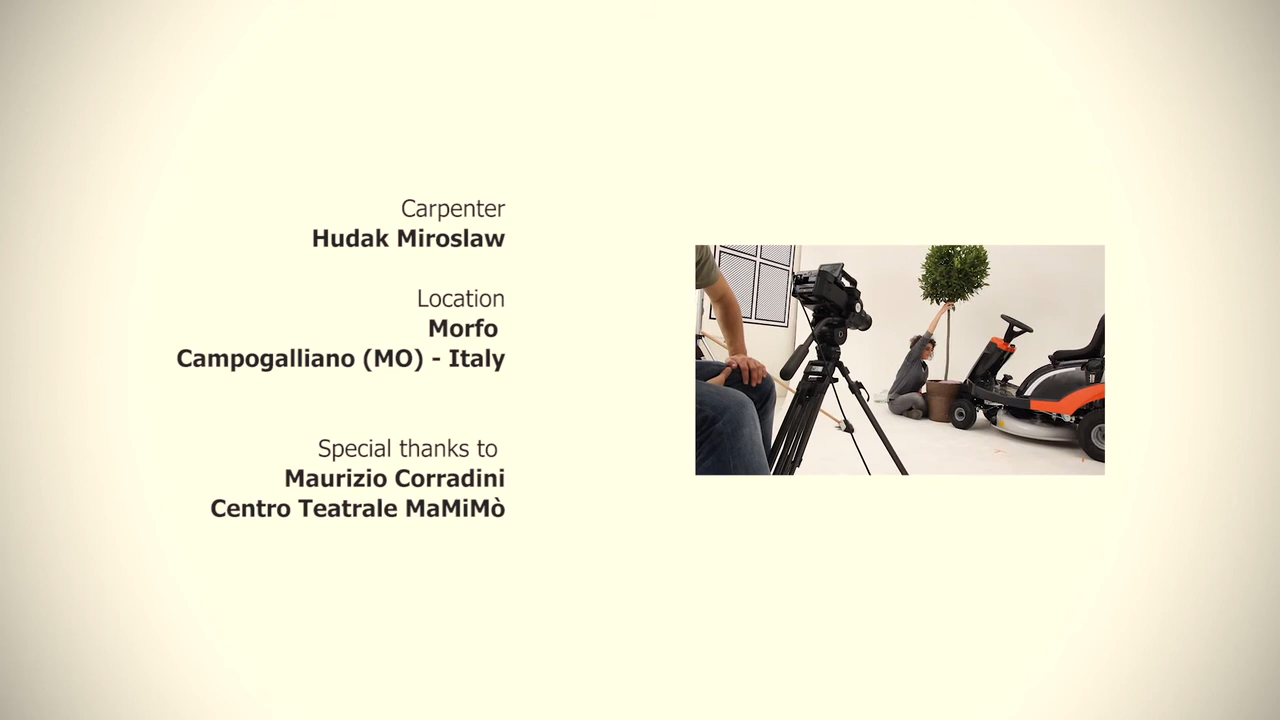 Carpenter
Hudak Miroslaw
Location
Morfo
Campogalliano (MO) - Italy
Special thanks to
Maurizio Corradini
Centro Teatrale MaMiMò